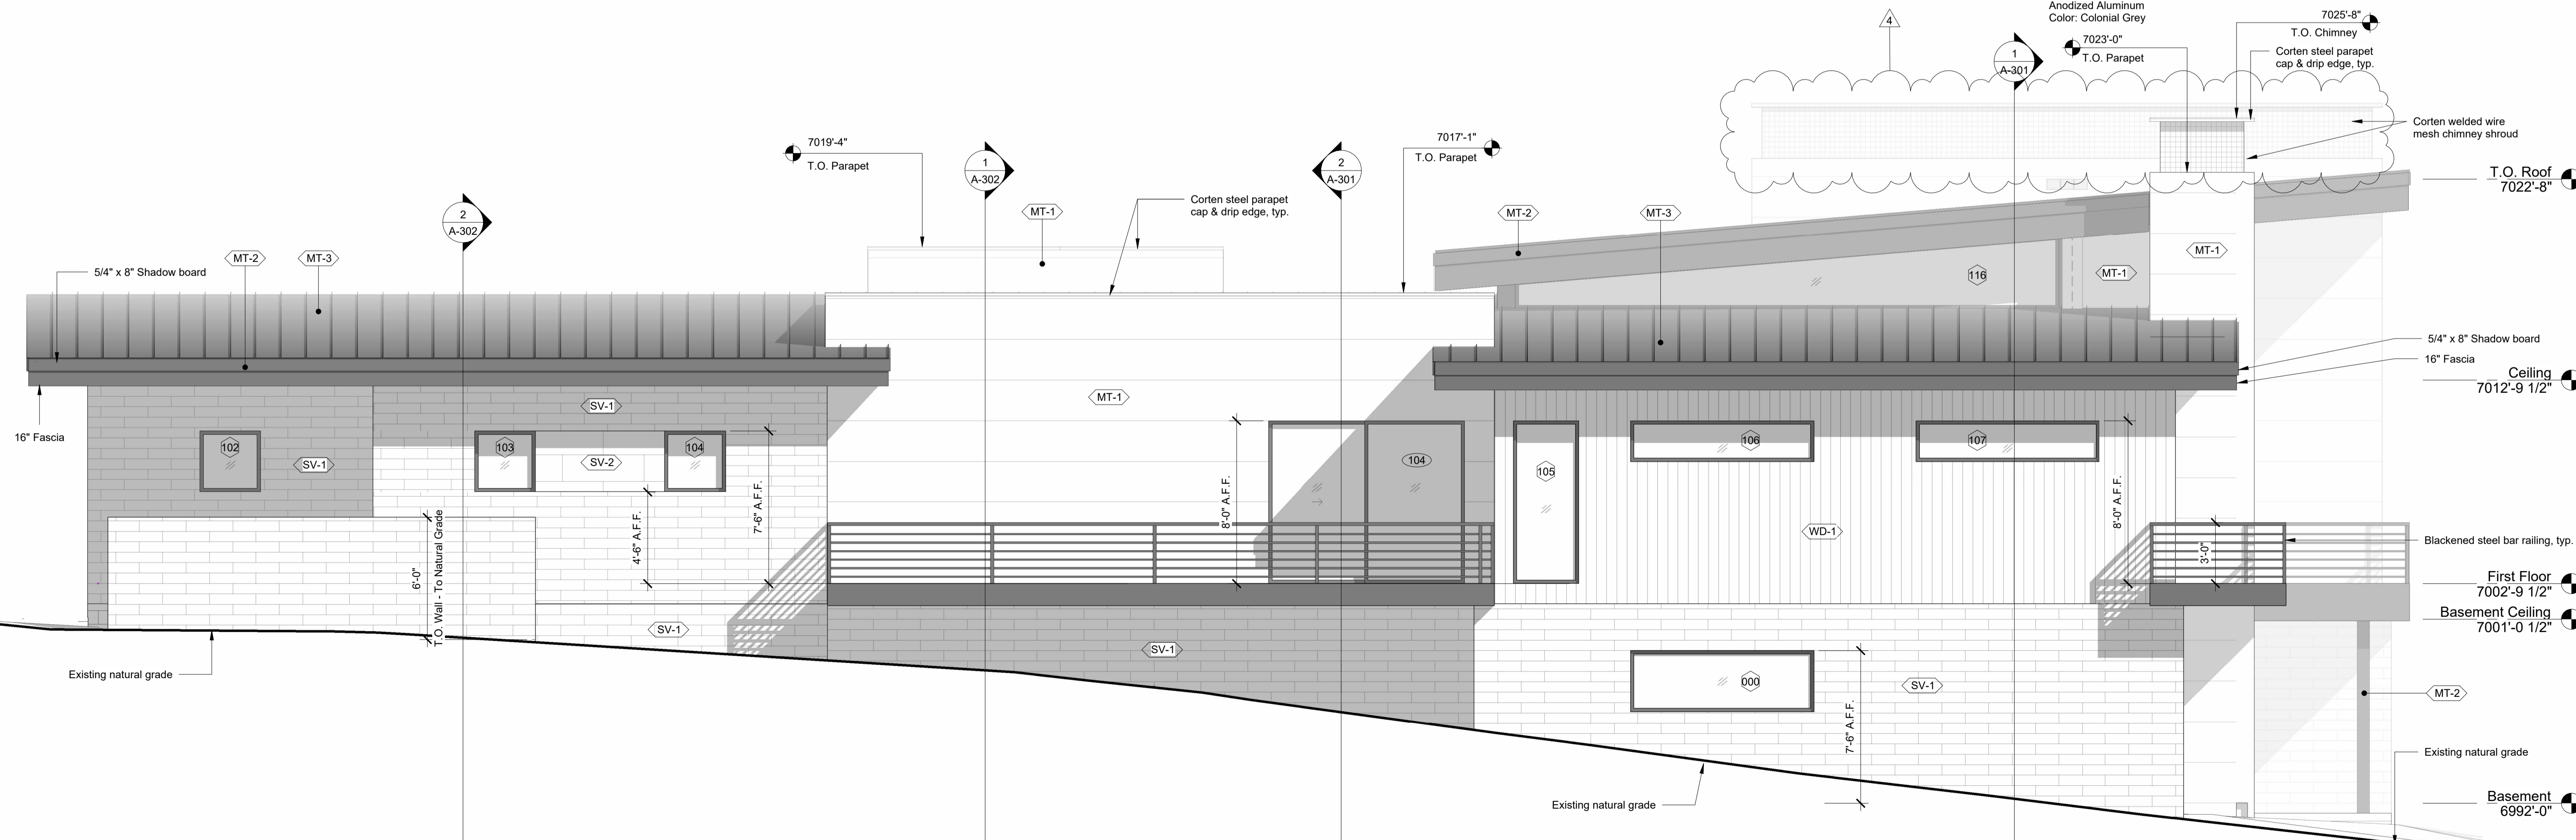 Anodized Aluminum
Color: Colonial Grey
4
7025'-8"
T.O. Chimney
7023'-0"
T.O. Parapet
Corten steel parapet
cap & drip edge, typ.
1
A-301
Corten welded wire
mesh chimney shroud
7019'-4"
T.O. Parapet
1
A-302
2
A-301
7017'-1"
T.O. Parapet
T.O. Roof
7022'-8"
2
A-302
MT-1
Corten steel parapet
cap & drip edge, typ.
MT-2
MT-3
MT-1
MT-2
MT-3
5/4" x 8" Shadow board
116
MT-1
5/4" x 8" Shadow board
16" Fascia
Ceiling
7012'-9 1/2"
SV-1
MT-1
16" Fascia
102
SV-1
103
SV-2
104
104
105
106
107
7'-6" A.F.F.
4'-6" A.F.F.
8'-0" A.F.F.
8'-0" A.F.F.
WD-1
6'-0"
T.O. Wall - To Natural Grade
3'-0"
Blackened steel bar railing, typ.
First Floor
7002'-9 1/2"
Basement Ceiling
7001'-0 1/2"
SV-1
SV-1
Existing natural grade
000
SV-1
7'-6" A.F.F.
MT-2
Existing natural grade
Existing natural grade
Basement
6992'-0"